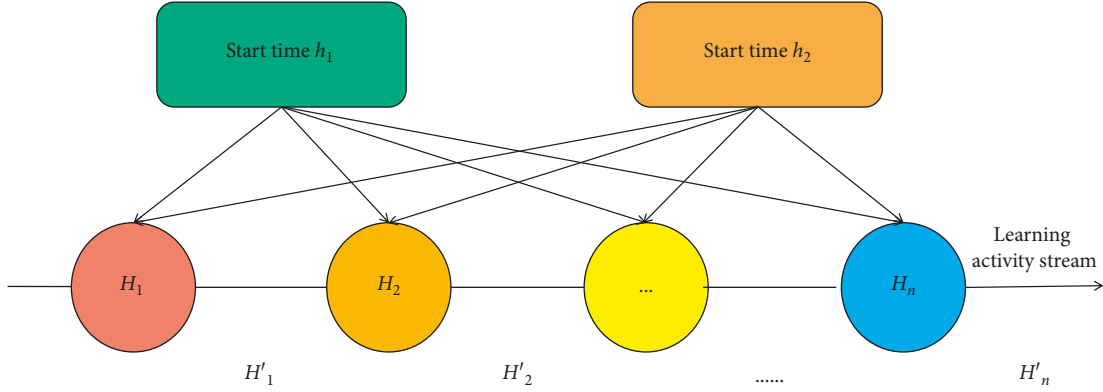 Start time h₁
Start time h₂
H₁
H₂
...
Hₙ
Learning
activity stream
H′₁
H′₂
......
H′ₙ